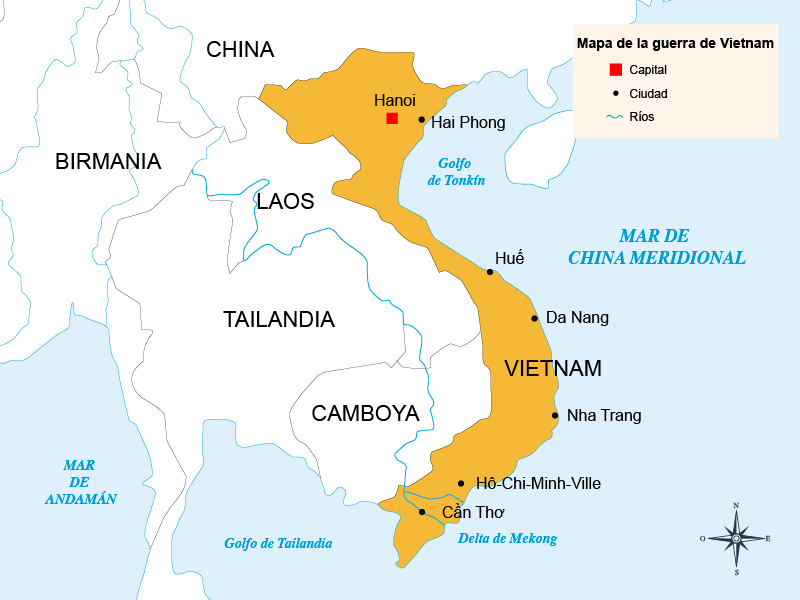 CHINA
Mapa de la guerra de Vietnam
Capital
Ciudad
Ríos
Hanoi
Hai Phong
BIRMANIA
Golfo
de Tonkín
LAOS
MAR DE
CHINA MERIDIONAL
Huế
TAILANDIA
Da Nang
VIETNAM
CAMBOYA
Nha Trang
MAR
DE
ANDAMÁN
Hô-Chi-Minh-Ville
Cần Thơ
Golfo de Tailandia
Delta de Mekong
N
O
E
S